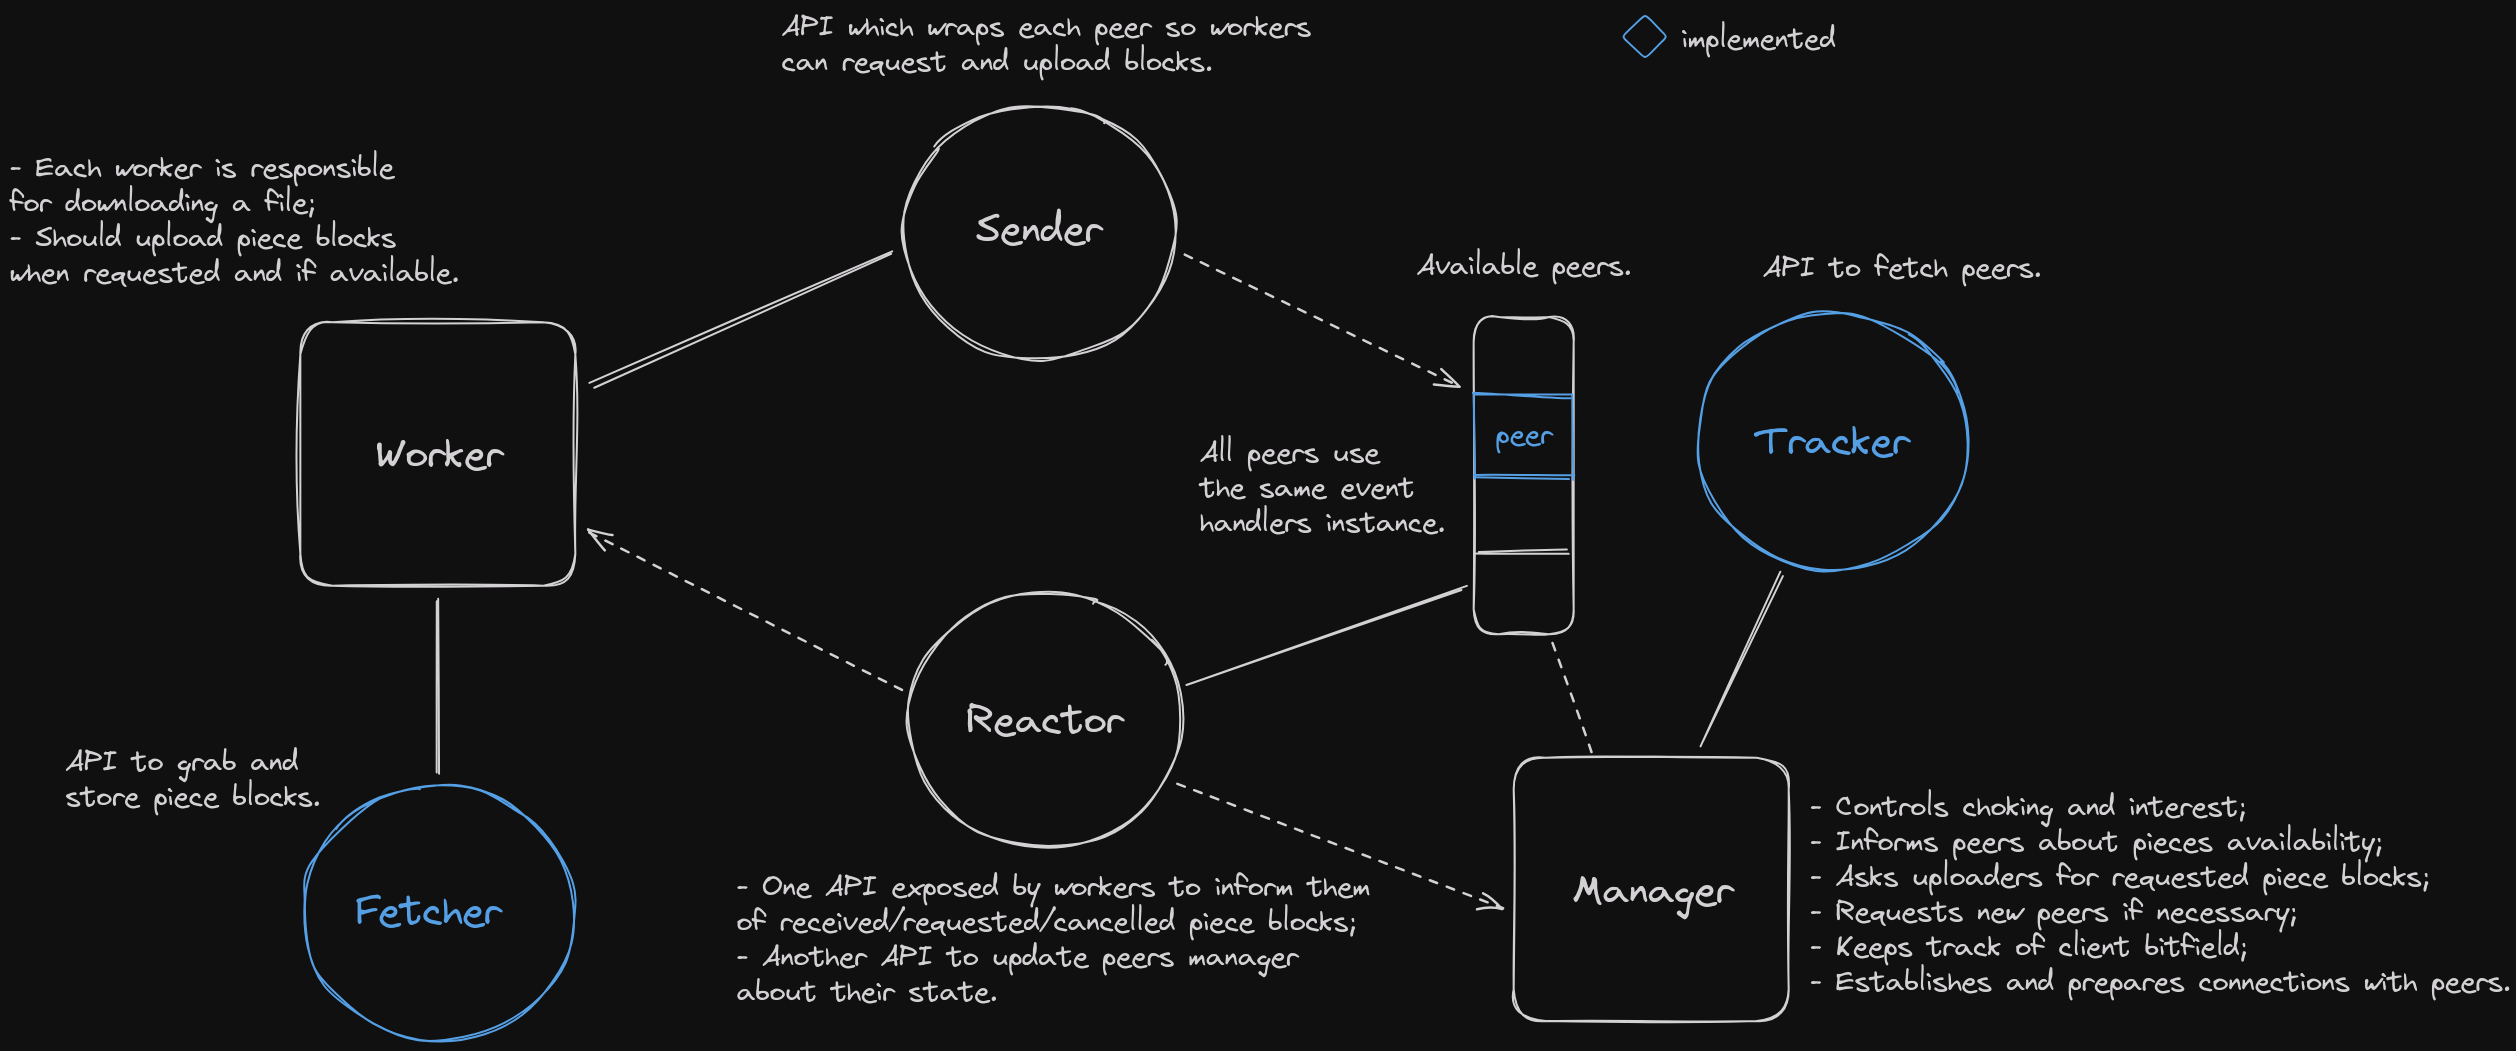 API which wraps each peer so workers
can request and upload blocks.
implemented
- Each worker is responsible
for downloading a file;
- Should upload piece blocks
when requested and if available.
Sender
Available peers.
API to fetch peers.
Worker
All peers use
the same event
handlers instance.
peer
Tracker
Reactor
API to grab and
store piece blocks.
Fetcher
- One API exposed by workers to inform them
of received/requested/cancelled piece blocks;
- Another API to update peers manager
about their state.
Manager
- Controls choking and interest;
- Informs peers about pieces availability;
- Asks uploaders for requested piece blocks;
- Requests new peers if necessary;
- Keeps track of client bitfield;
- Establishes and prepares connections with peers.